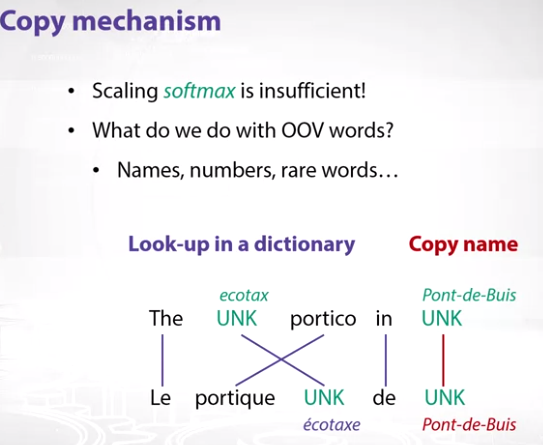 Copy mechanism
• Scaling softmax is insufficient!
• What do we do with OOV words?
• Names, numbers, rare words...
Look-up in a dictionary Copy name
ecotax Pont-de-Buis
The UNK portico in UNK
Le portique UNK de UNK
écotaxe Pont-de-Buis